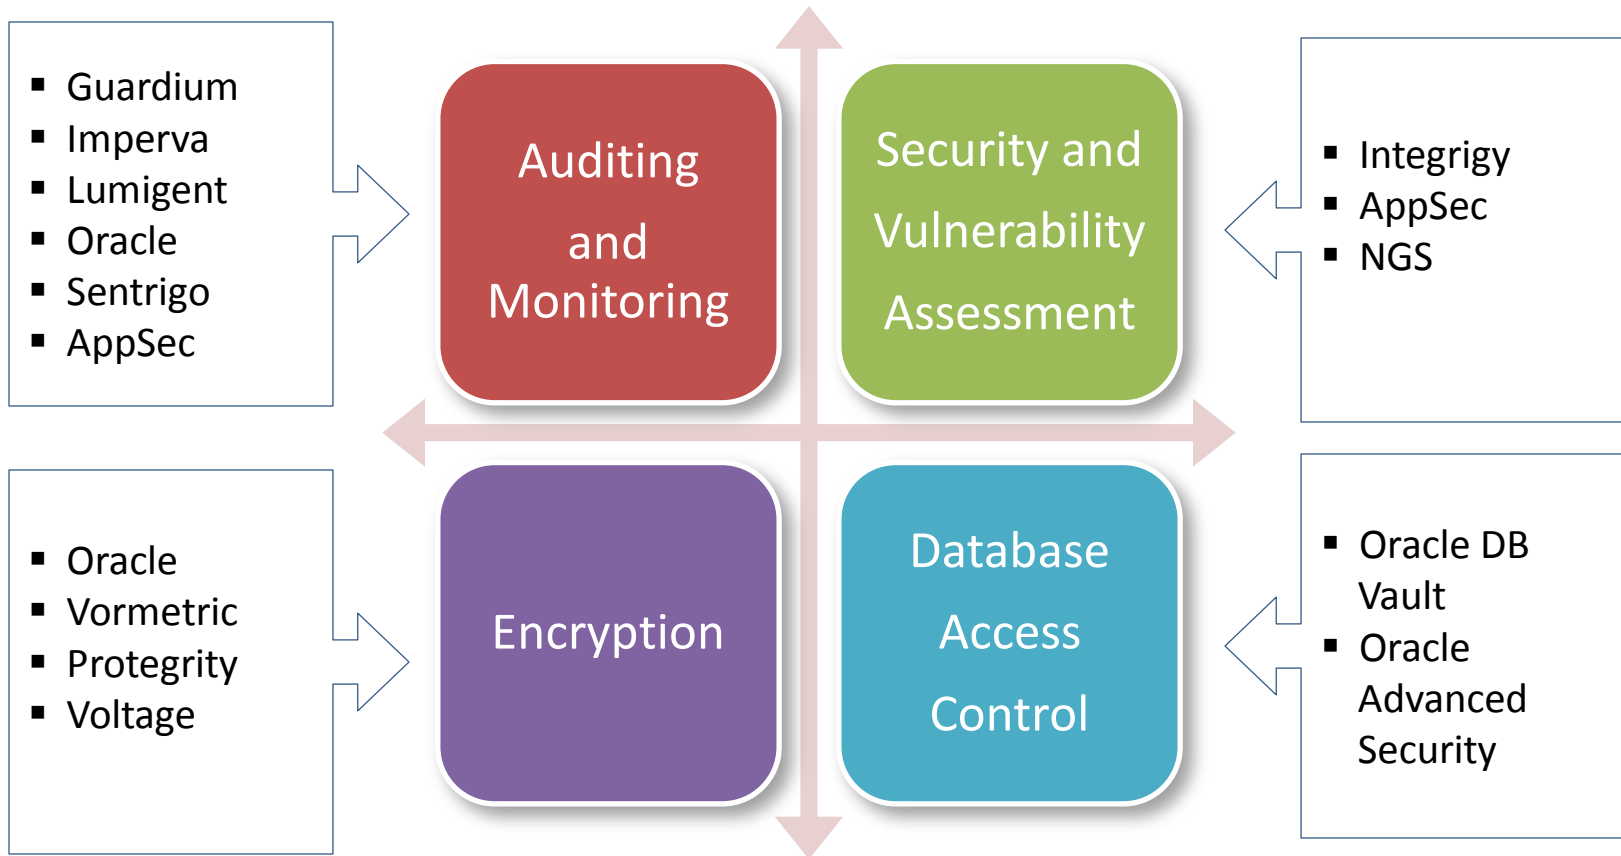 ▪ Guardium
▪ Imperva
▪ Lumigent
▪ Oracle
▪ Sentrigo
▪ AppSec
Auditing
and
Monitoring
Security and
Vulnerability
Assessment
▪ Integrigy
▪ AppSec
▪ NGS
▪ Oracle
▪ Vormetric
▪ Protegrity
▪ Voltage
Encryption
Database
Access
Control
▪ Oracle DB
Vault
▪ Oracle
Advanced
Security